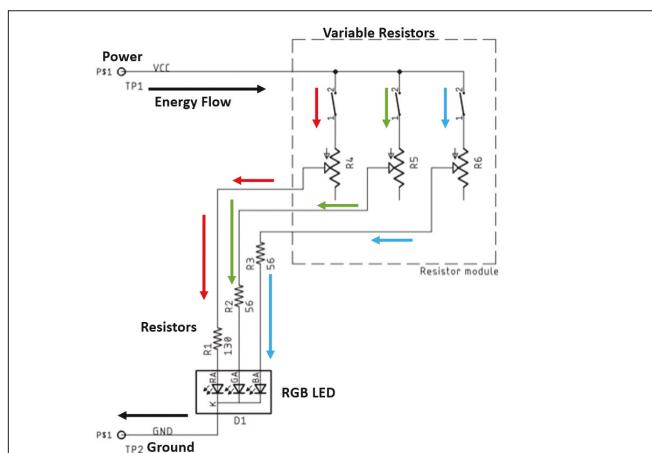 Variable Resistors
Power
P$1 VCC
TP1
Energy Flow
2 2 2
1 1 1
R4 R5 R6
R3 56
Resistor module
R2 56
Resistors
R1 130
RA GA BA
RGB LED
K
D1
P$1 GND
TP2 Ground